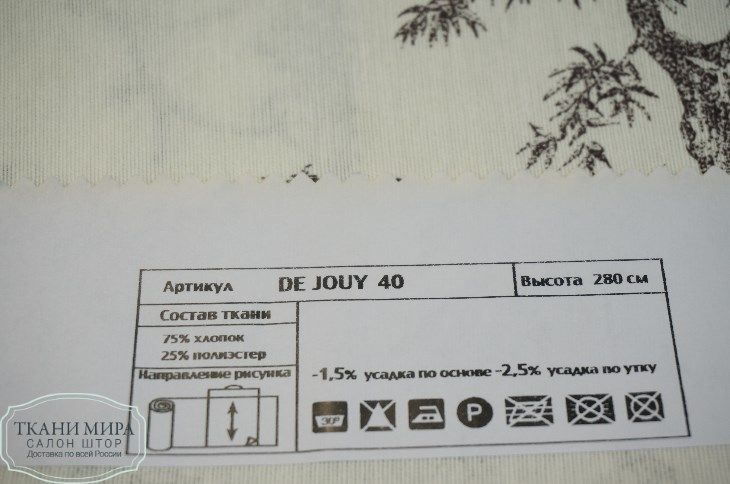 Артикул DE JOUY 40 Высота 280 см
Состав ткани
75% хлопок
25% полиэстер
Направление рисунка
-1,5% усадка по основе -2,5% усадка по утку
30° P
ТКАНИ МИРА
САЛОН ШТОР
Доставка по всей России